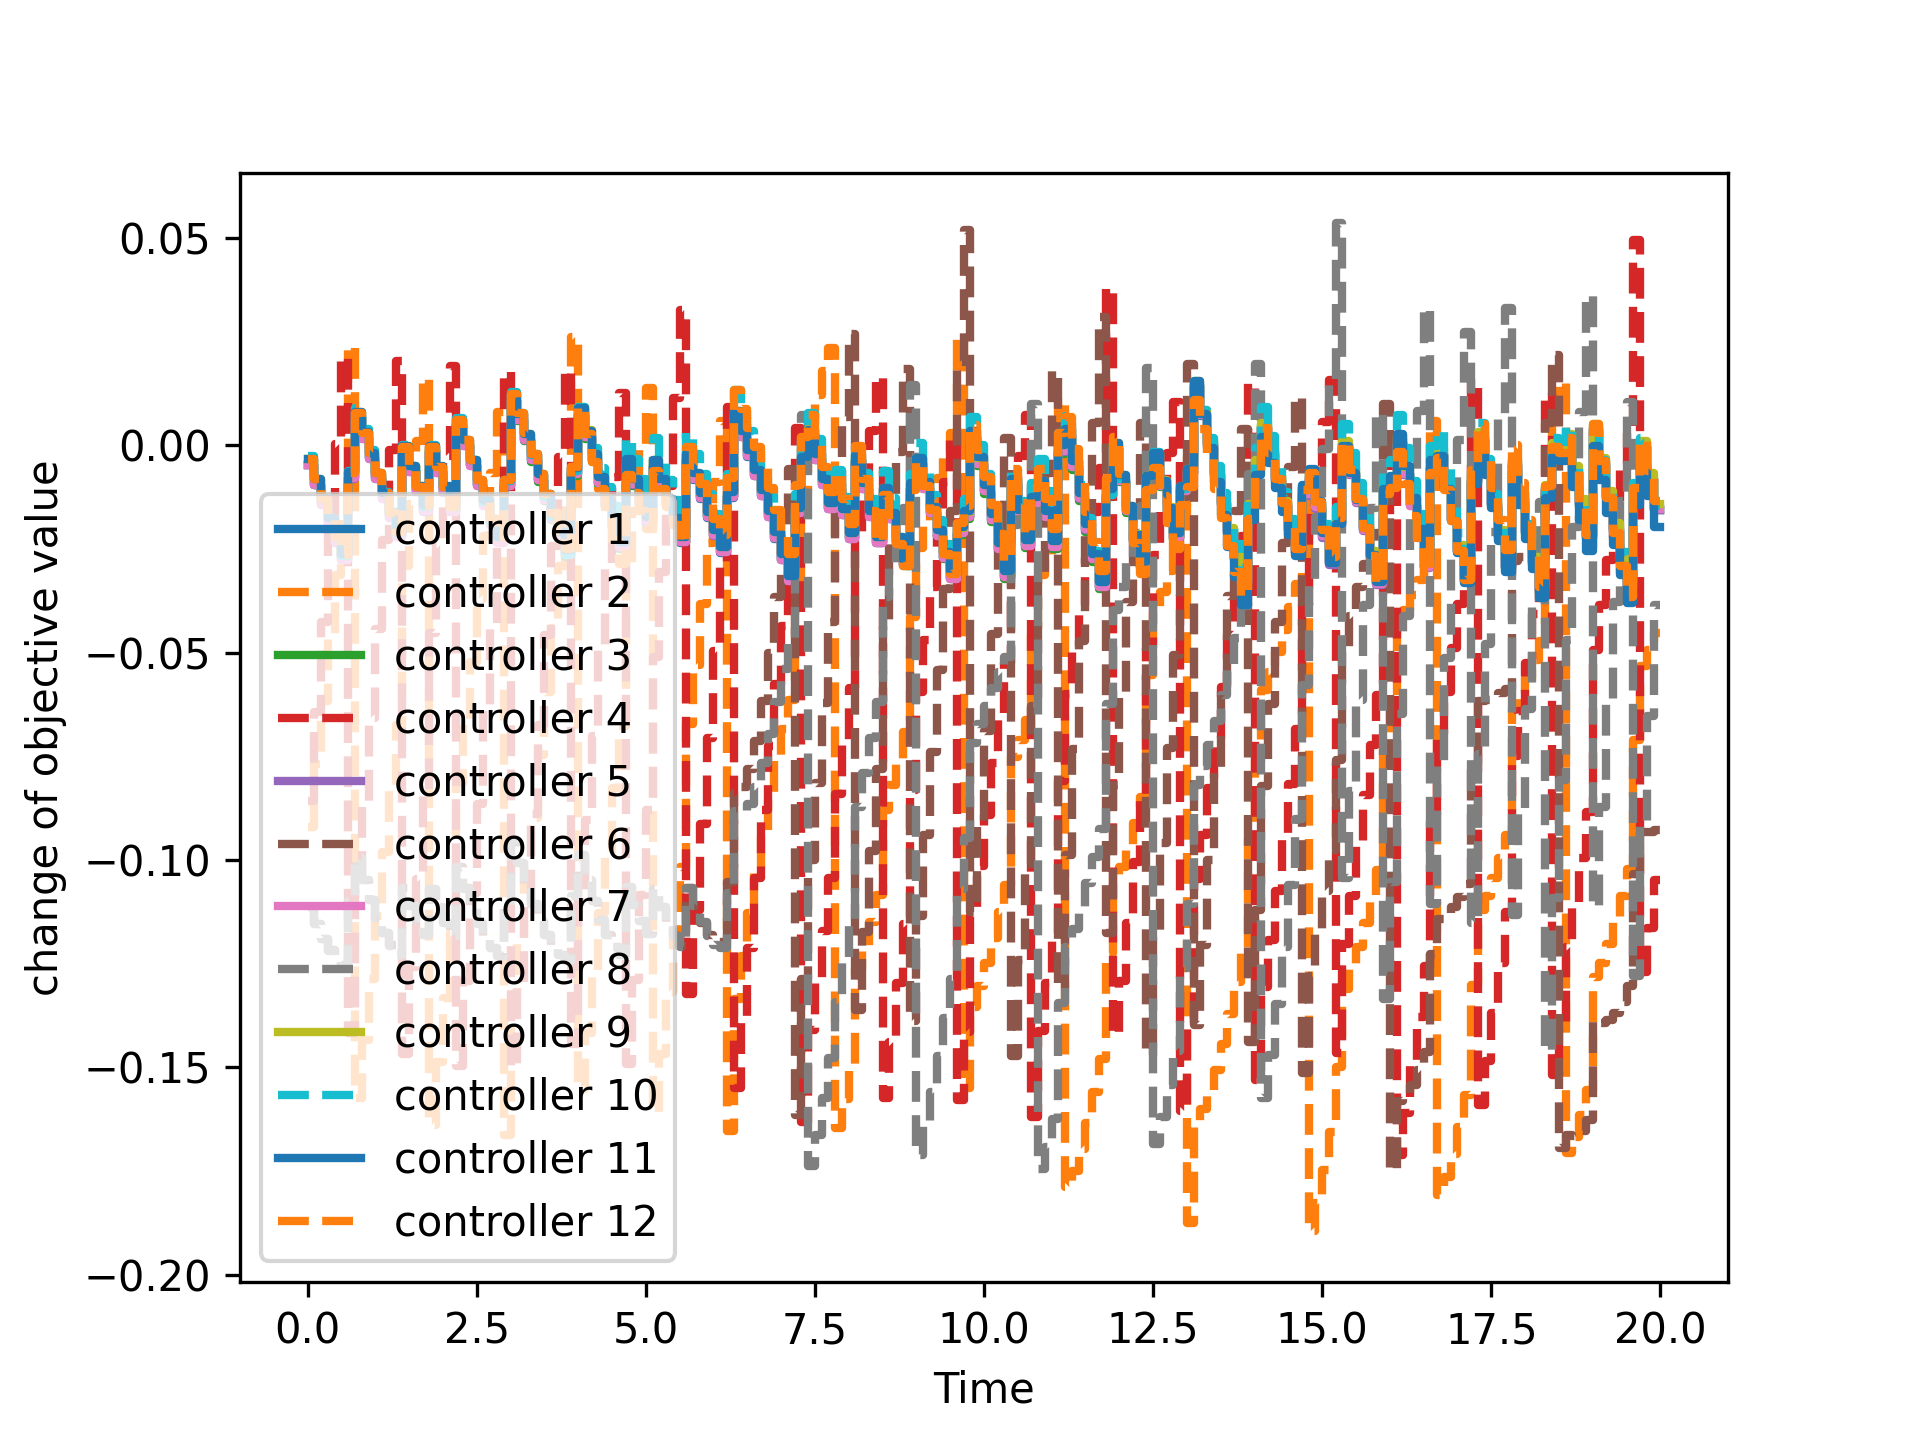 0.05
0.00
−0.05
−0.10
−0.15
−0.20
change of objective value
controller 1
controller 2
controller 3
controller 4
controller 5
controller 6
controller 7
controller 8
controller 9
controller 10
controller 11
controller 12
0.0 2.5 5.0 7.5 10.0 12.5 15.0 17.5 20.0
Time